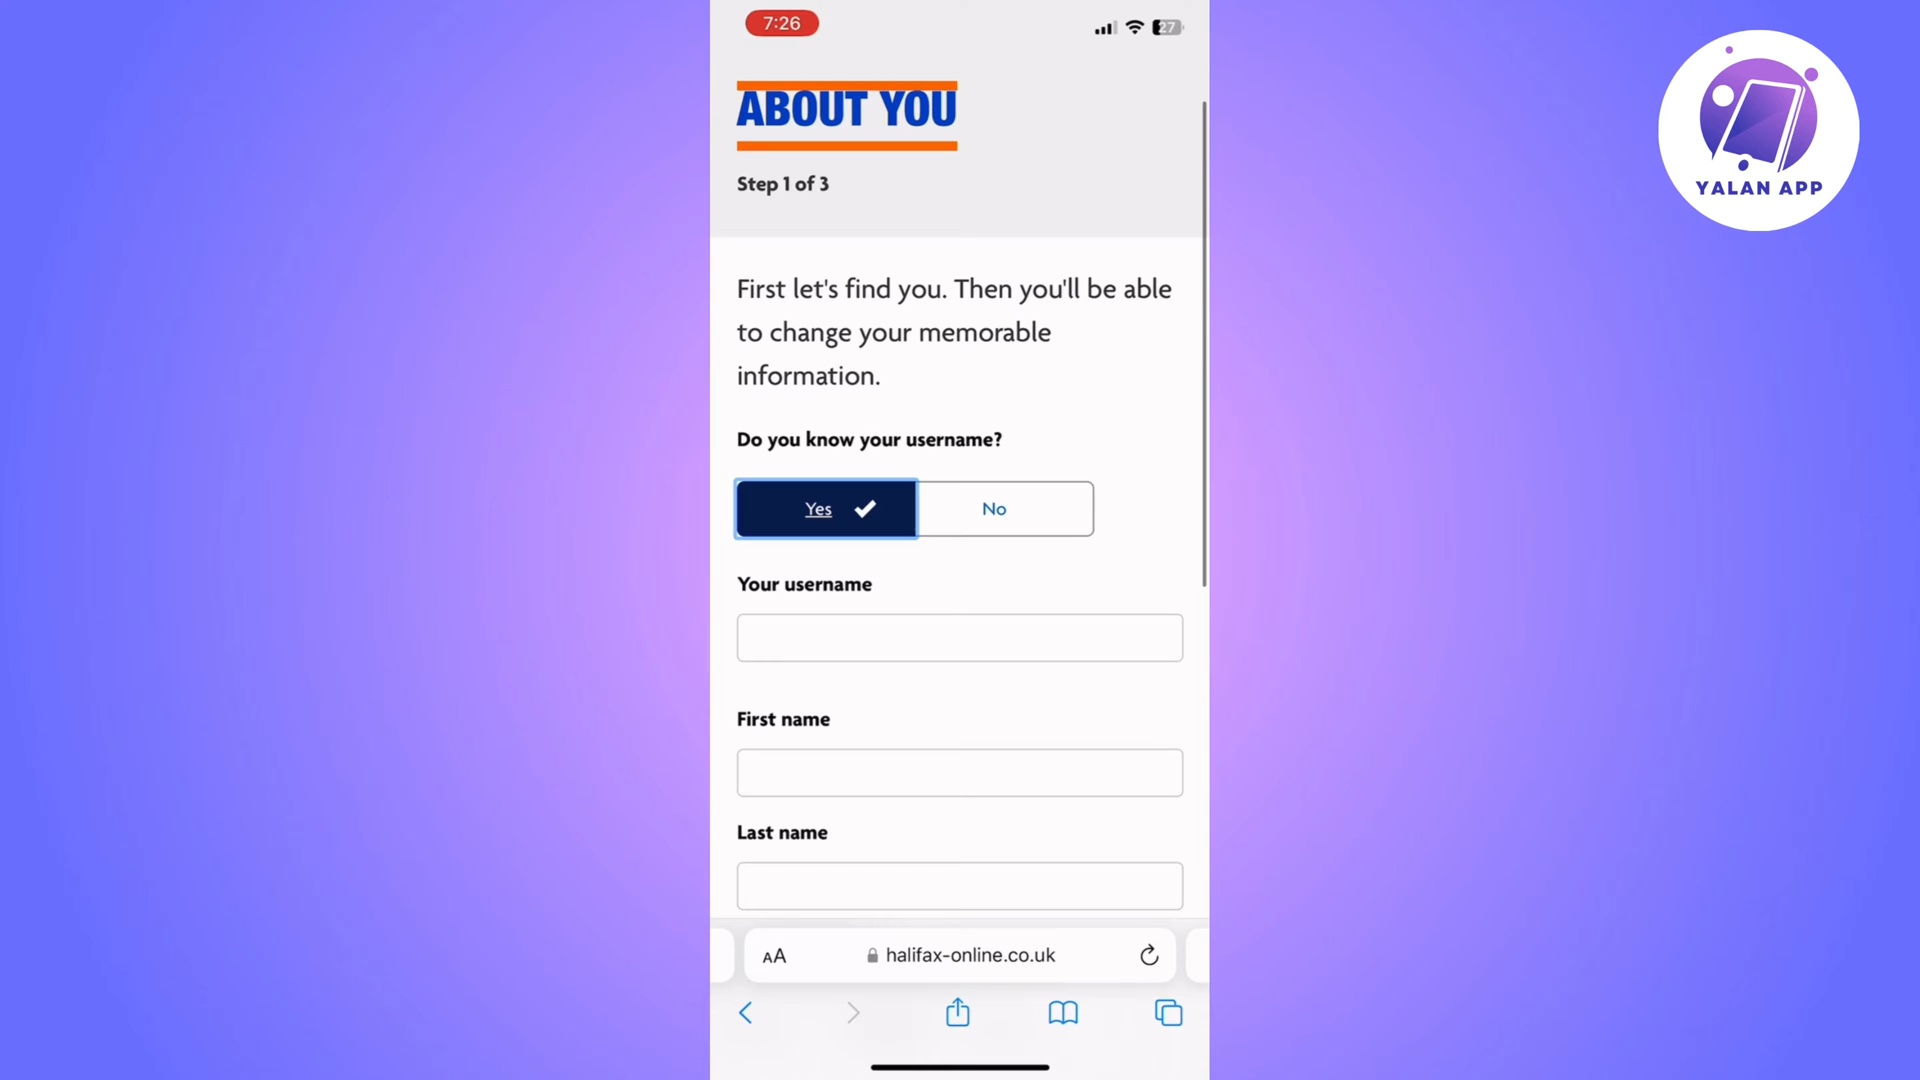 7:26
27
YALAN APP
ABOUT YOU
Step 1 of 3
First let's find you. Then you'll be able
to change your memorable
information.
Do you know your username?
Yes No
Your username
First name
Last name
AA halifax-online.co.uk